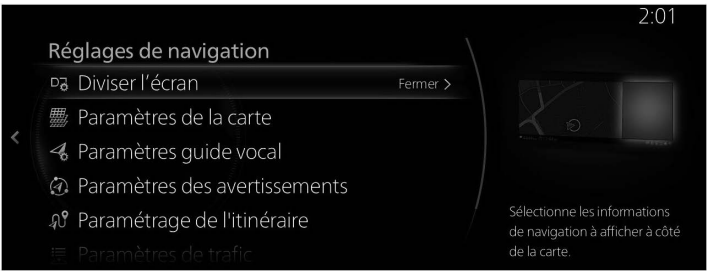 2:01
Réglages de navigation
Diviser l'écran Fermer >
Paramètres de la carte
Paramètres guide vocal
Paramètres des avertissements
Paramétrage de l'itinéraire
Paramètres de trafic
Sélectionne les informations
de navigation à afficher à côté
de la carte.